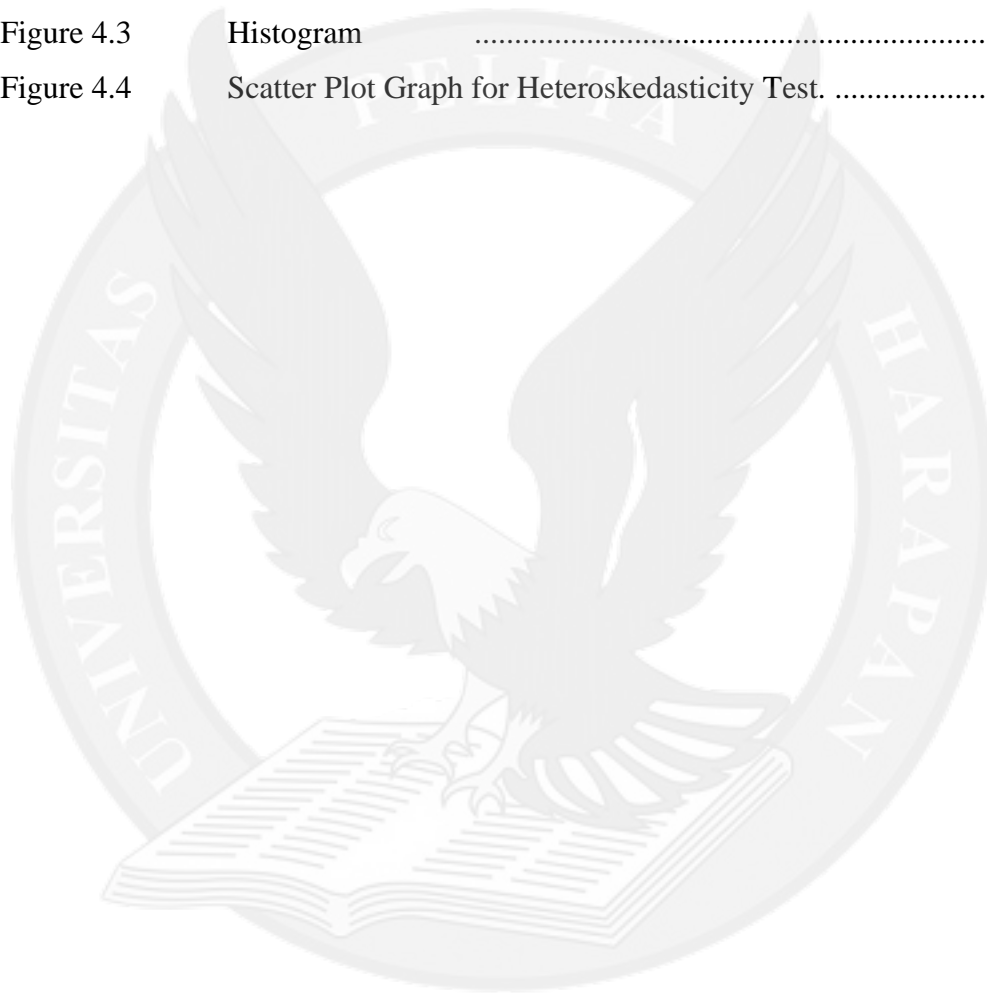 Figure 4.3 Histogram ......................................................
Figure 4.4 Scatter Plot Graph for Heteroskedasticity Test. ...................
UNIVERSITAS PELITA HARAPAN